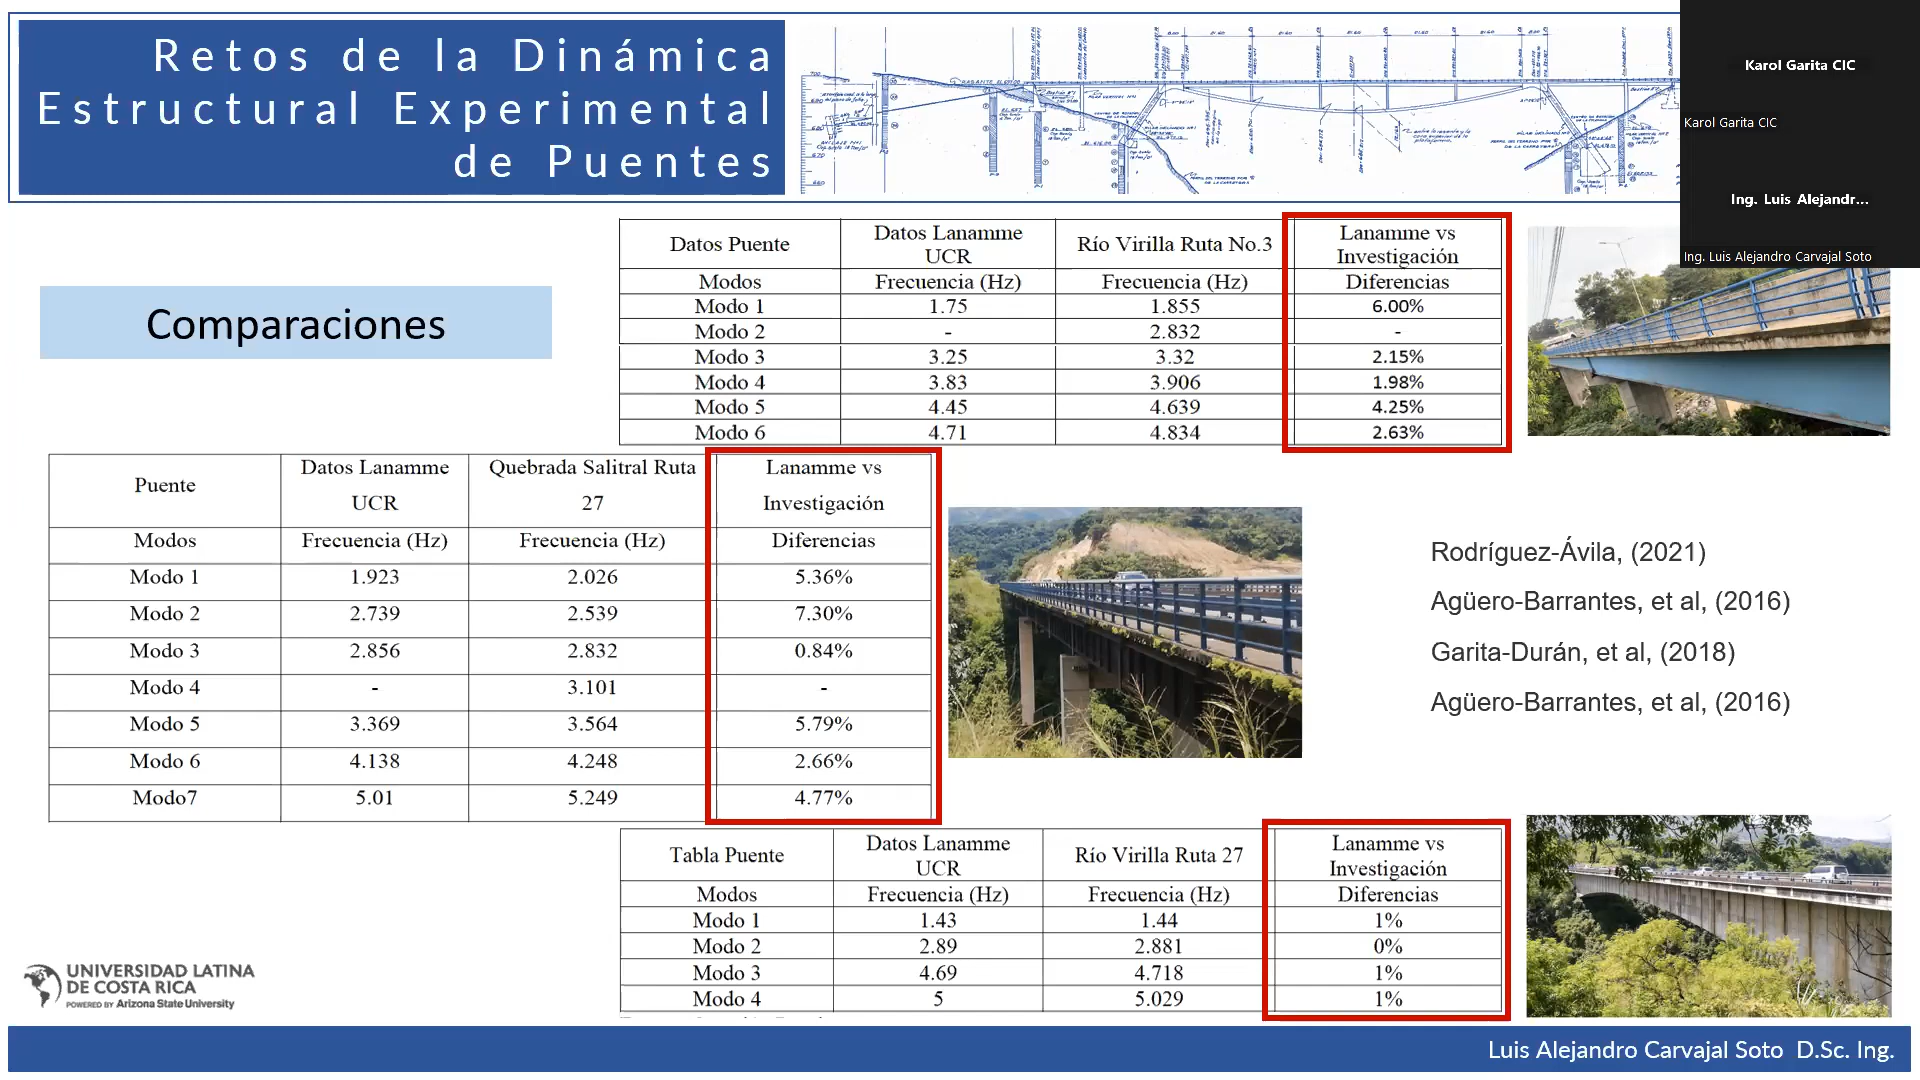 Retos de la Dinámica
Estructural Experimental
de Puentes
Karol Garita CIC
Karol Garita CIC
Ing. Luis Alejandr...
Ing. Luis Alejandro Carvajal Soto
Comparaciones
Datos Puente
Datos Lanamme
UCR
Río Virilla Ruta No.3
Lanamme vs
Investigación
Modos
Frecuencia (Hz)
Frecuencia (Hz)
Diferencias
Modo 1
1.75
1.855
6.00%
Modo 2
-
2.832
-
Modo 3
3.25
3.32
2.15%
Modo 4
3.83
3.906
1.98%
Modo 5
4.45
4.639
4.25%
Modo 6
4.71
4.834
2.63%
Puente
Datos Lanamme
UCR
Quebrada Salitral Ruta
27
Lanamme vs
Investigación
Modos
Frecuencia (Hz)
Frecuencia (Hz)
Diferencias
Modo 1
1.923
2.026
5.36%
Modo 2
2.739
2.539
7.30%
Modo 3
2.856
2.832
0.84%
Modo 4
-
3.101
-
Modo 5
3.369
3.564
5.79%
Modo 6
4.138
4.248
2.66%
Modo7
5.01
5.249
4.77%
Rodríguez-Ávila, (2021)
Agüero-Barrantes, et al, (2016)
Garita-Durán, et al, (2018)
Agüero-Barrantes, et al, (2016)
Tabla Puente
Datos Lanamme
UCR
Río Virilla Ruta 27
Lanamme vs
Investigación
Modos
Frecuencia (Hz)
Frecuencia (Hz)
Diferencias
Modo 1
1.43
1.44
1%
Modo 2
2.89
2.881
0%
Modo 3
4.69
4.718
1%
Modo 4
5
5.029
1%
UNIVERSIDAD LATINA
DE COSTA RICA
POWERED BY Arizona State University
Luis Alejandro Carvajal Soto D.Sc. Ing.